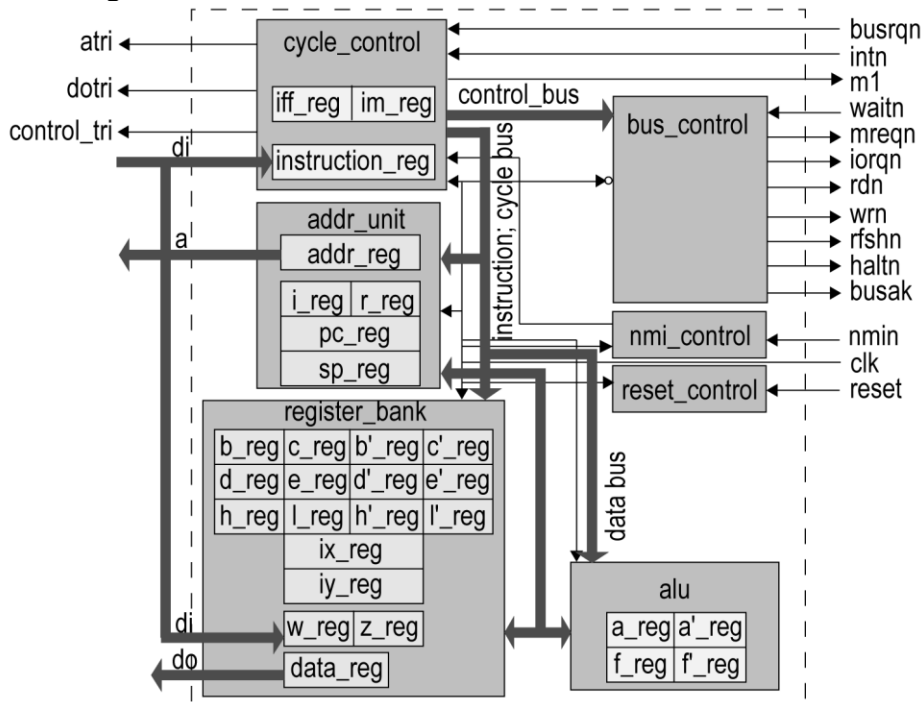 atri
dotri
control_tri
di
a
di
do
cycle_control
iff_reg im_reg
instruction_reg
addr_unit
addr_reg
i_reg r_reg
pc_reg
sp_reg
register_bank
b_reg c_reg b'_reg c'_reg
d_reg e_reg d'_reg e'_reg
h_reg l_reg h'_reg l'_reg
ix_reg
iy_reg
w_reg z_reg
data_reg
control_bus
instruction; cycle bus
data bus
bus_control
nmi_control
reset_control
alu
a_reg a'_reg
f_reg f'_reg
busrqn
intn
m1
waitn
mreqn
iorqn
rdn
wrn
rfshn
haltn
busak
nmin
clk
reset